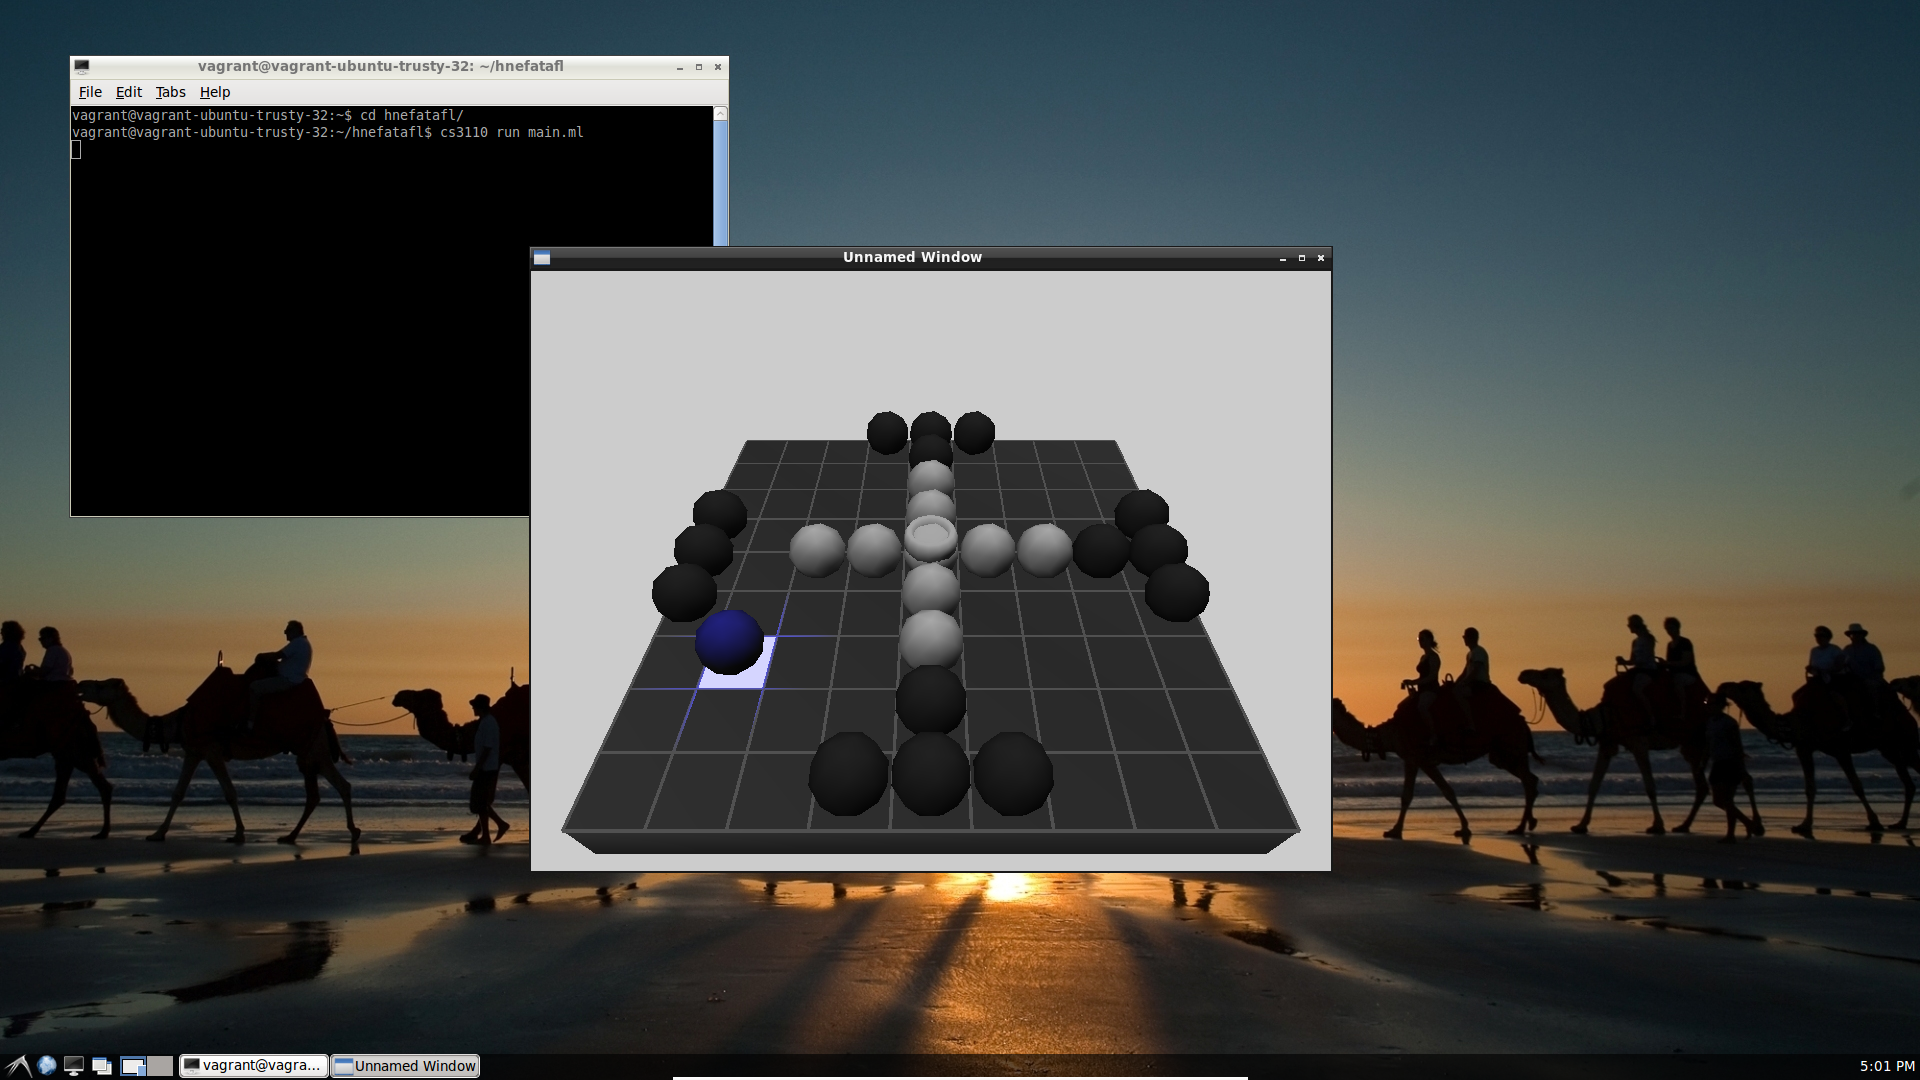 vagrant@vagrant-ubuntu-trusty-32: ~/hnefatafl
File Edit Tabs Help
vagrant@vagrant-ubuntu-trusty-32:~$ cd hnefatafl/
vagrant@vagrant-ubuntu-trusty-32:~/hnefatafl$ cs3110 run main.ml
Unnamed Window
vagrant@vagra...
Unnamed Window
5:01 PM